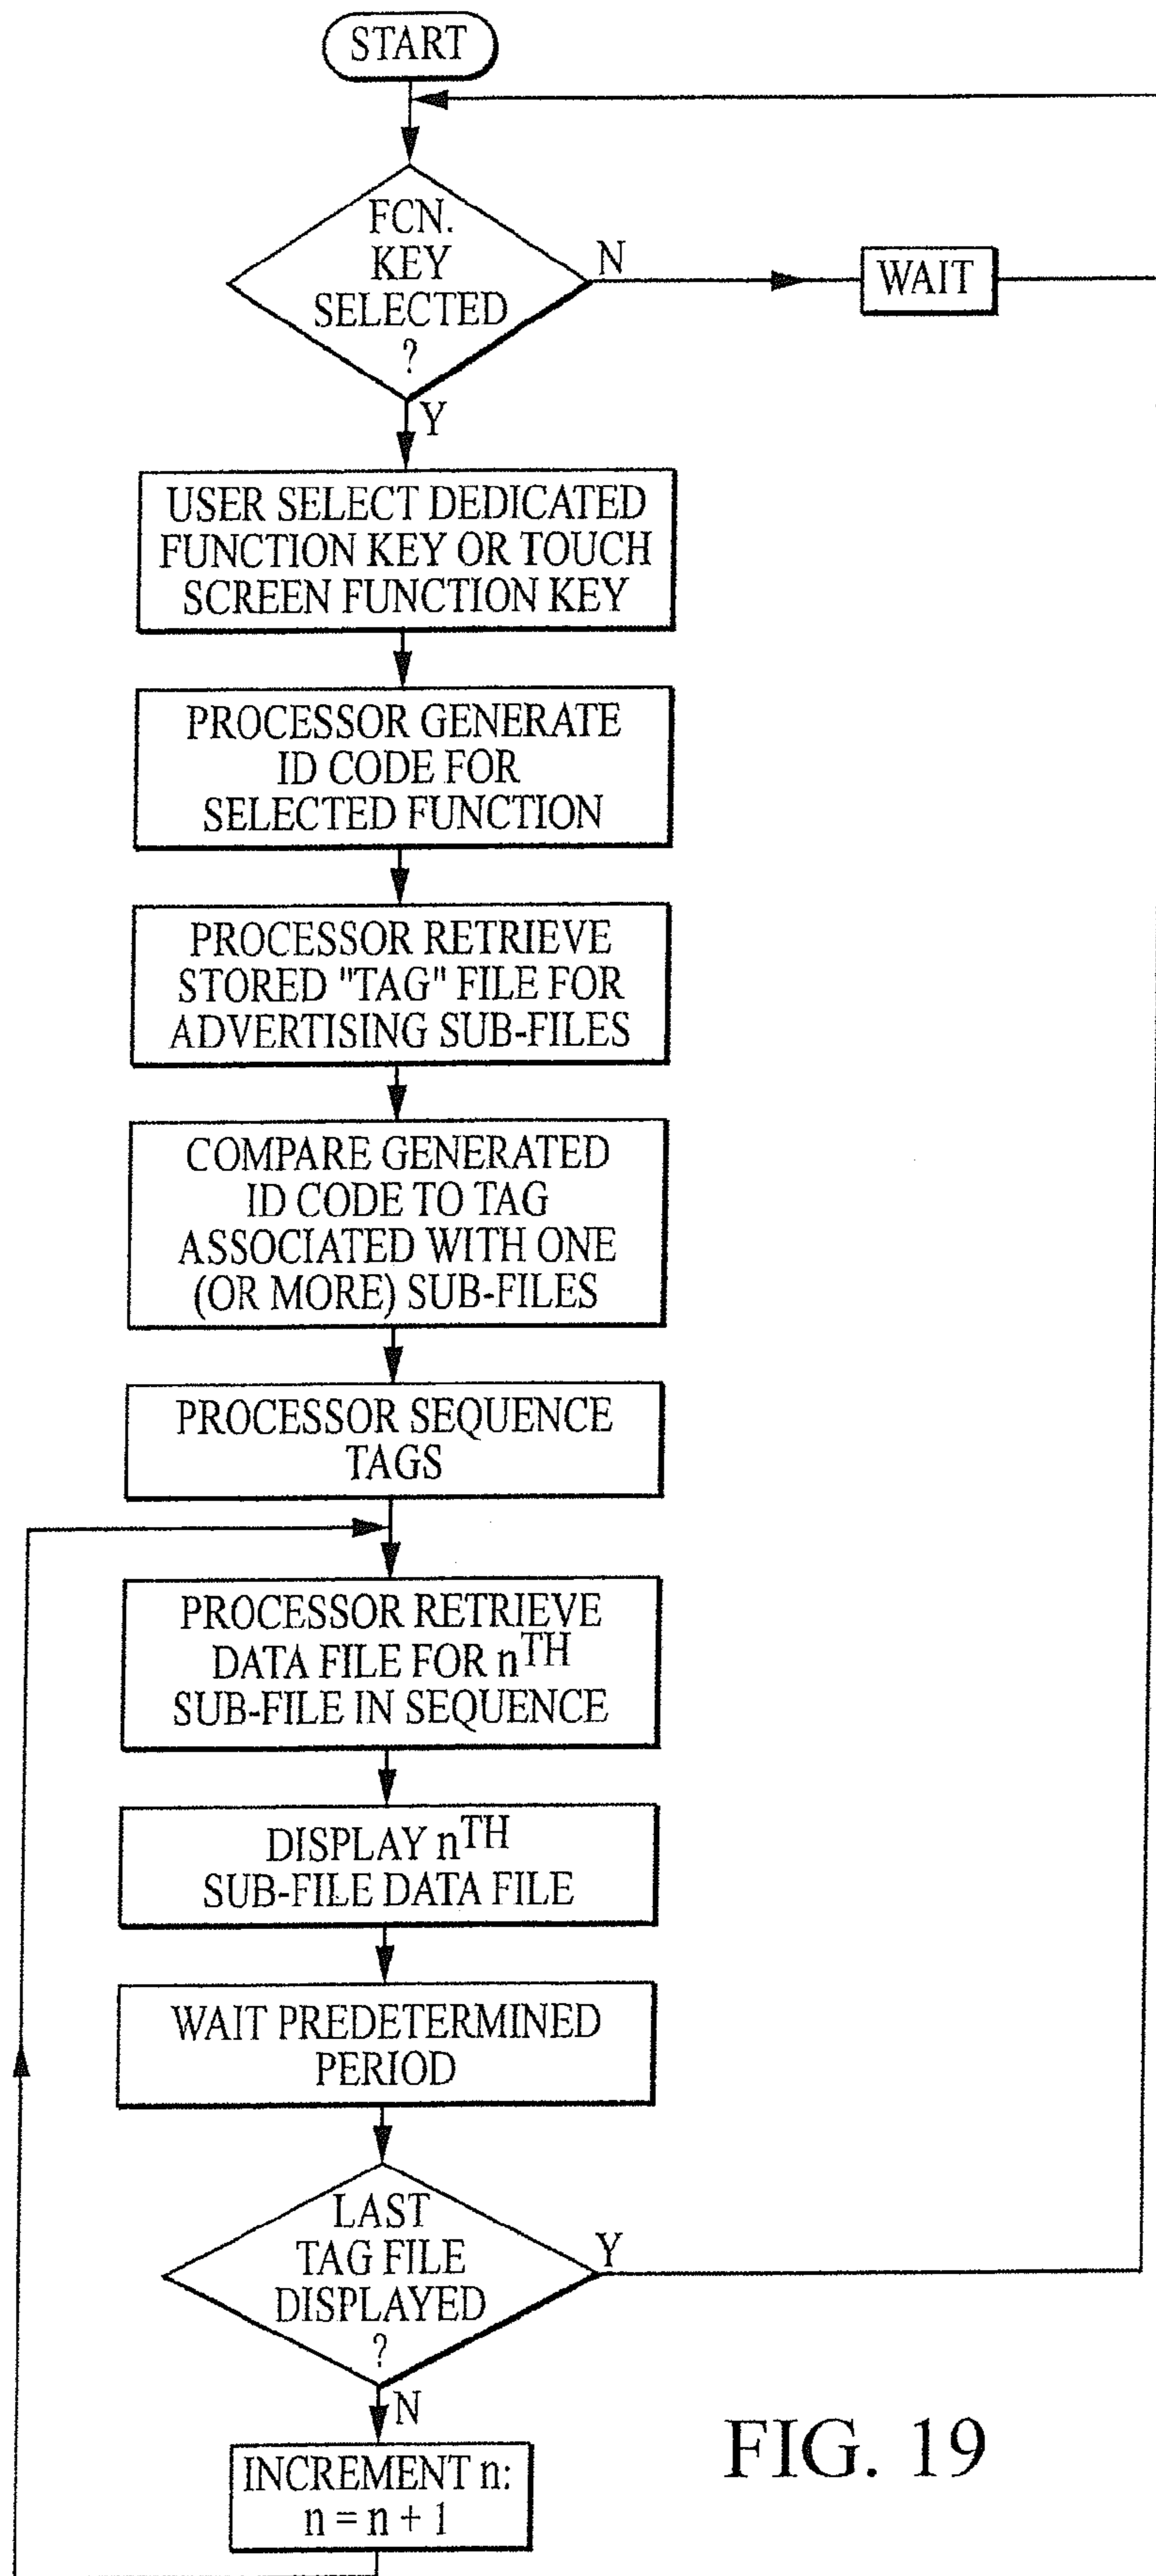 START
FCN.
KEY
SELECTED
?
N
WAIT
Y
USER SELECT DEDICATED
FUNCTION KEY OR TOUCH
SCREEN FUNCTION KEY
PROCESSOR GENERATE
ID CODE FOR
SELECTED FUNCTION
PROCESSOR RETRIEVE
STORED "TAG" FILE FOR
ADVERTISING SUB-FILES
COMPARE GENERATED
ID CODE TO TAG
ASSOCIATED WITH ONE
(OR MORE) SUB-FILES
PROCESSOR SEQUENCE
TAGS
PROCESSOR RETRIEVE
DATA FILE FOR nTH
SUB-FILE IN SEQUENCE
DISPLAY nTH
SUB-FILE DATA FILE
WAIT PREDETERMINED
PERIOD
LAST
TAG FILE
DISPLAYED
?
Y
N
INCREMENT n:
n = n + 1
FIG. 19